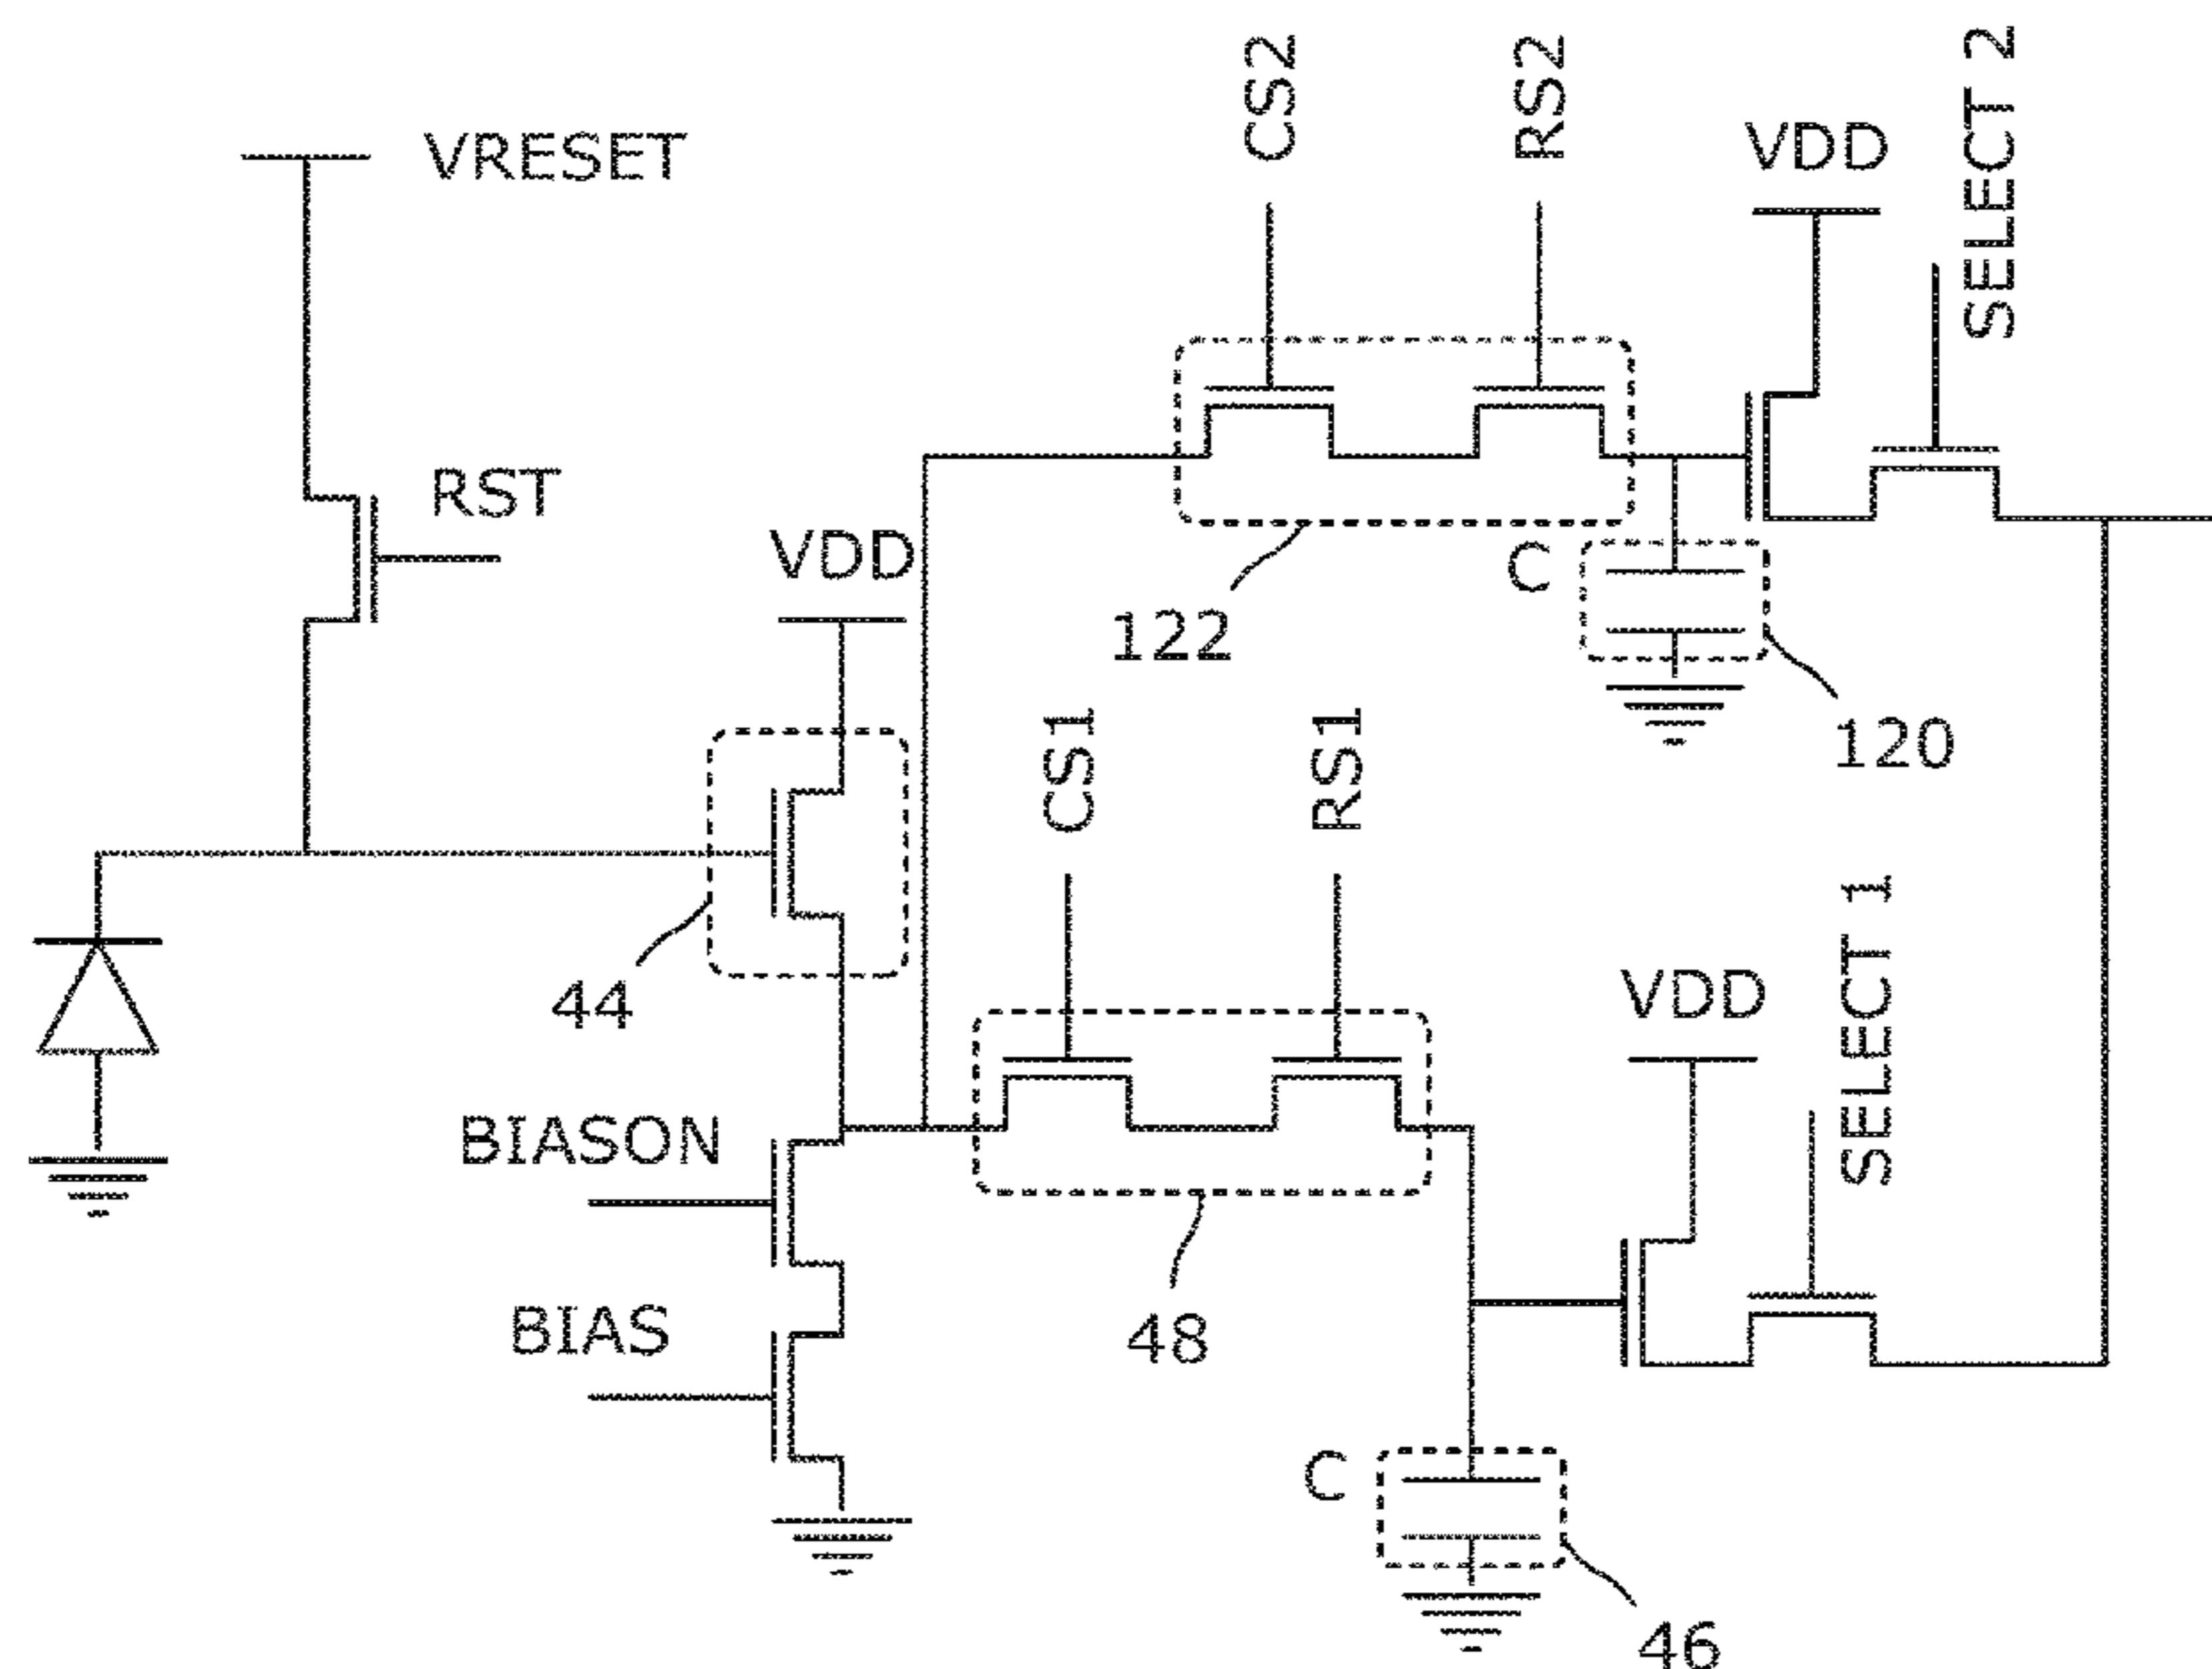 CS2
RS2
SELECT 2
VRESET
VDD
RST
VDD
C
122
120
CS1
RS1
44
SELECT 1
VDD
BIASON
BIAS
48
C
46